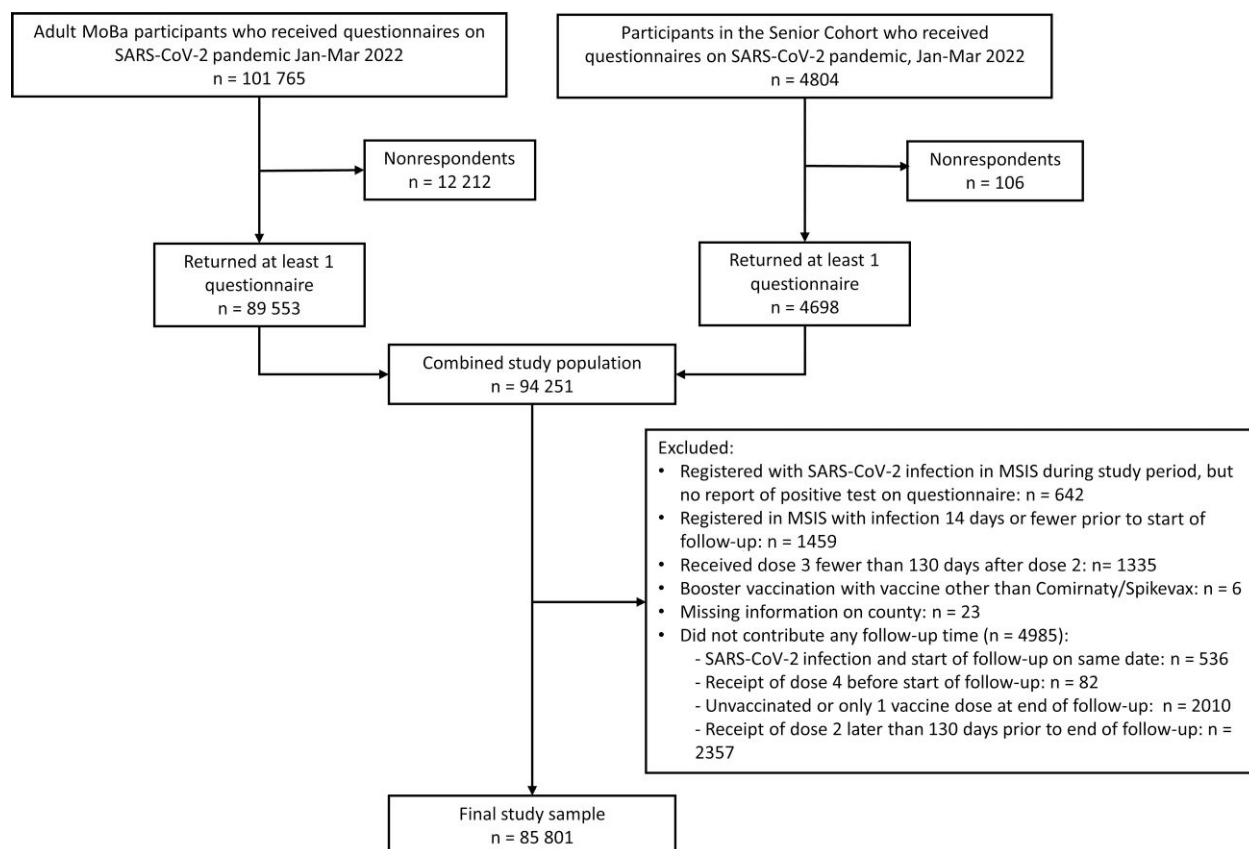 Adult MoBa participants who received questionnaires on
SARS-CoV-2 pandemic Jan-Mar 2022
n = 101 765
Participants in the Senior Cohort who received
questionnaires on SARS-CoV-2 pandemic, Jan-Mar 2022
n = 4804
Nonrespondents
n = 12 212
Nonrespondents
n = 106
Returned at least 1
questionnaire
n = 89 553
Returned at least 1
questionnaire
n = 4698
Combined study population
n = 94 251
Excluded:
• Registered with SARS-CoV-2 infection in MSIS during study period, but
no report of positive test on questionnaire: n = 642
• Registered in MSIS with infection 14 days or fewer prior to start of
follow-up: n = 1459
• Received dose 3 fewer than 130 days after dose 2: n= 1335
• Booster vaccination with vaccine other than Comirnaty/Spikevax: n = 6
• Missing information on county: n = 23
• Did not contribute any follow-up time (n = 4985):
- SARS-CoV-2 infection and start of follow-up on same date: n = 536
- Receipt of dose 4 before start of follow-up: n = 82
- Unvaccinated or only 1 vaccine dose at end of follow-up: n = 2010
- Receipt of dose 2 later than 130 days prior to end of follow-up: n =
2357
Final study sample
n = 85 801